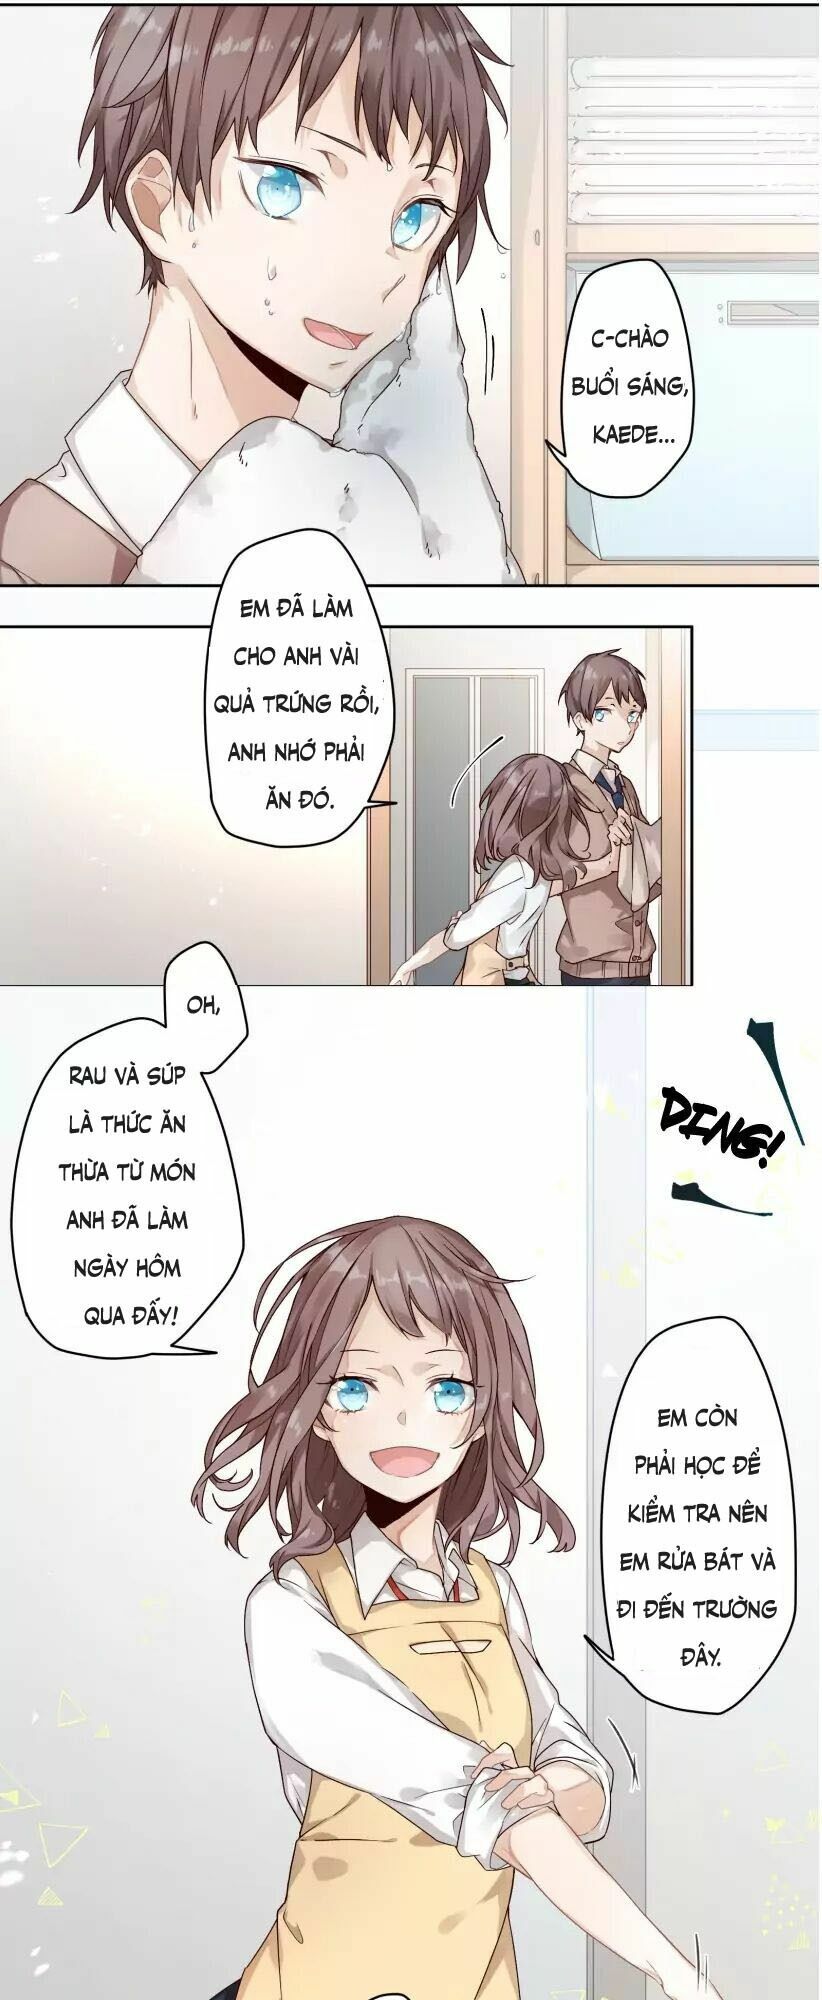 C-CHÀO
BUỔI SÁNG,
KAEDE...
EM ĐÃ LÀM
CHO ANH VÀI
QUẢ TRỨNG RỒI,
ANH NHỚ PHẢI
ĂN ĐÓ.
OH,
RAU VÀ SÚP
LÀ THỨC ĂN
THỪA TỪ MÓN
ANH ĐÃ LÀM
NGÀY HÔM
QUA ĐẤY!
DING!
EM CÒN
PHẢI HỌC ĐỂ
KIỂM TRA NÊN
EM RỬA BÁT VÀ
ĐI ĐẾN TRƯỜNG
ĐÂY.